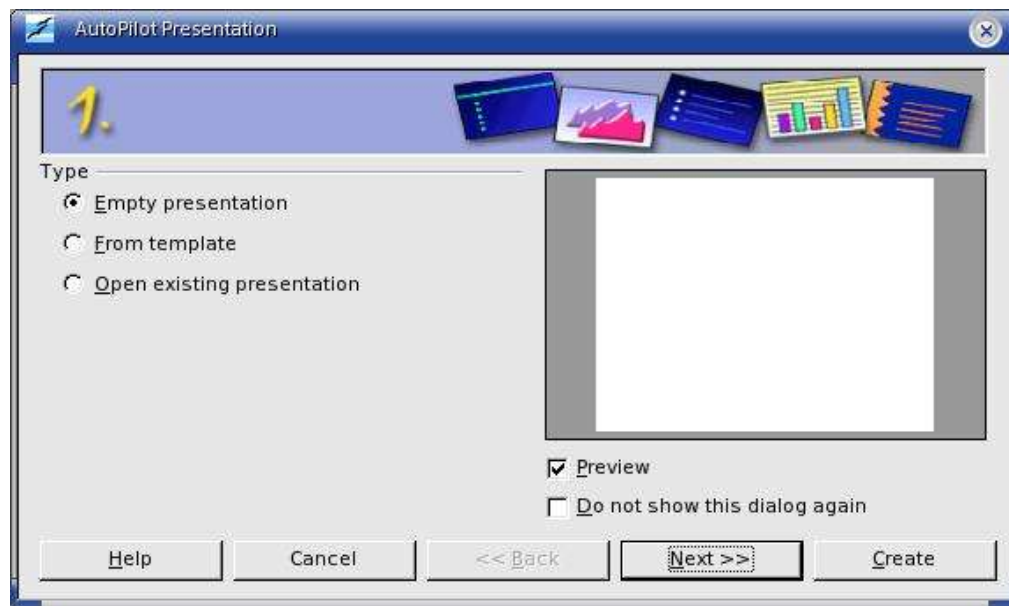 AutoPilot Presentation
1.
Type
Empty presentation
From template
Open existing presentation
Preview
Do not show this dialog again
Help
Cancel
<< Back
Next >>
Create